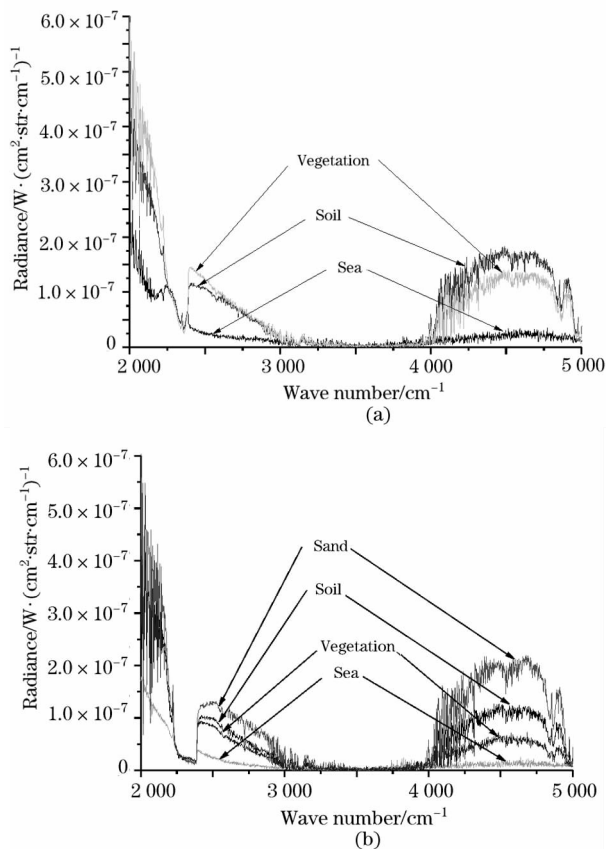 6.0 × 10⁻⁷
5.0 × 10⁻⁷
4.0 × 10⁻⁷
3.0 × 10⁻⁷
2.0 × 10⁻⁷
1.0 × 10⁻⁷
0
Radiance/W·(cm²·str·cm⁻¹)⁻¹
Vegetation
Soil
Sea
2 000 3 000 4 000 5 000
Wave number/cm⁻¹
(a)
6.0 × 10⁻⁷
5.0 × 10⁻⁷
4.0 × 10⁻⁷
3.0 × 10⁻⁷
2.0 × 10⁻⁷
1.0 × 10⁻⁷
0
Radiance/W·(cm²·str·cm⁻¹)⁻¹
Sand
Soil
Vegetation
Sea
2 000 3 000 4 000 5 000
Wave number/cm⁻¹
(b)